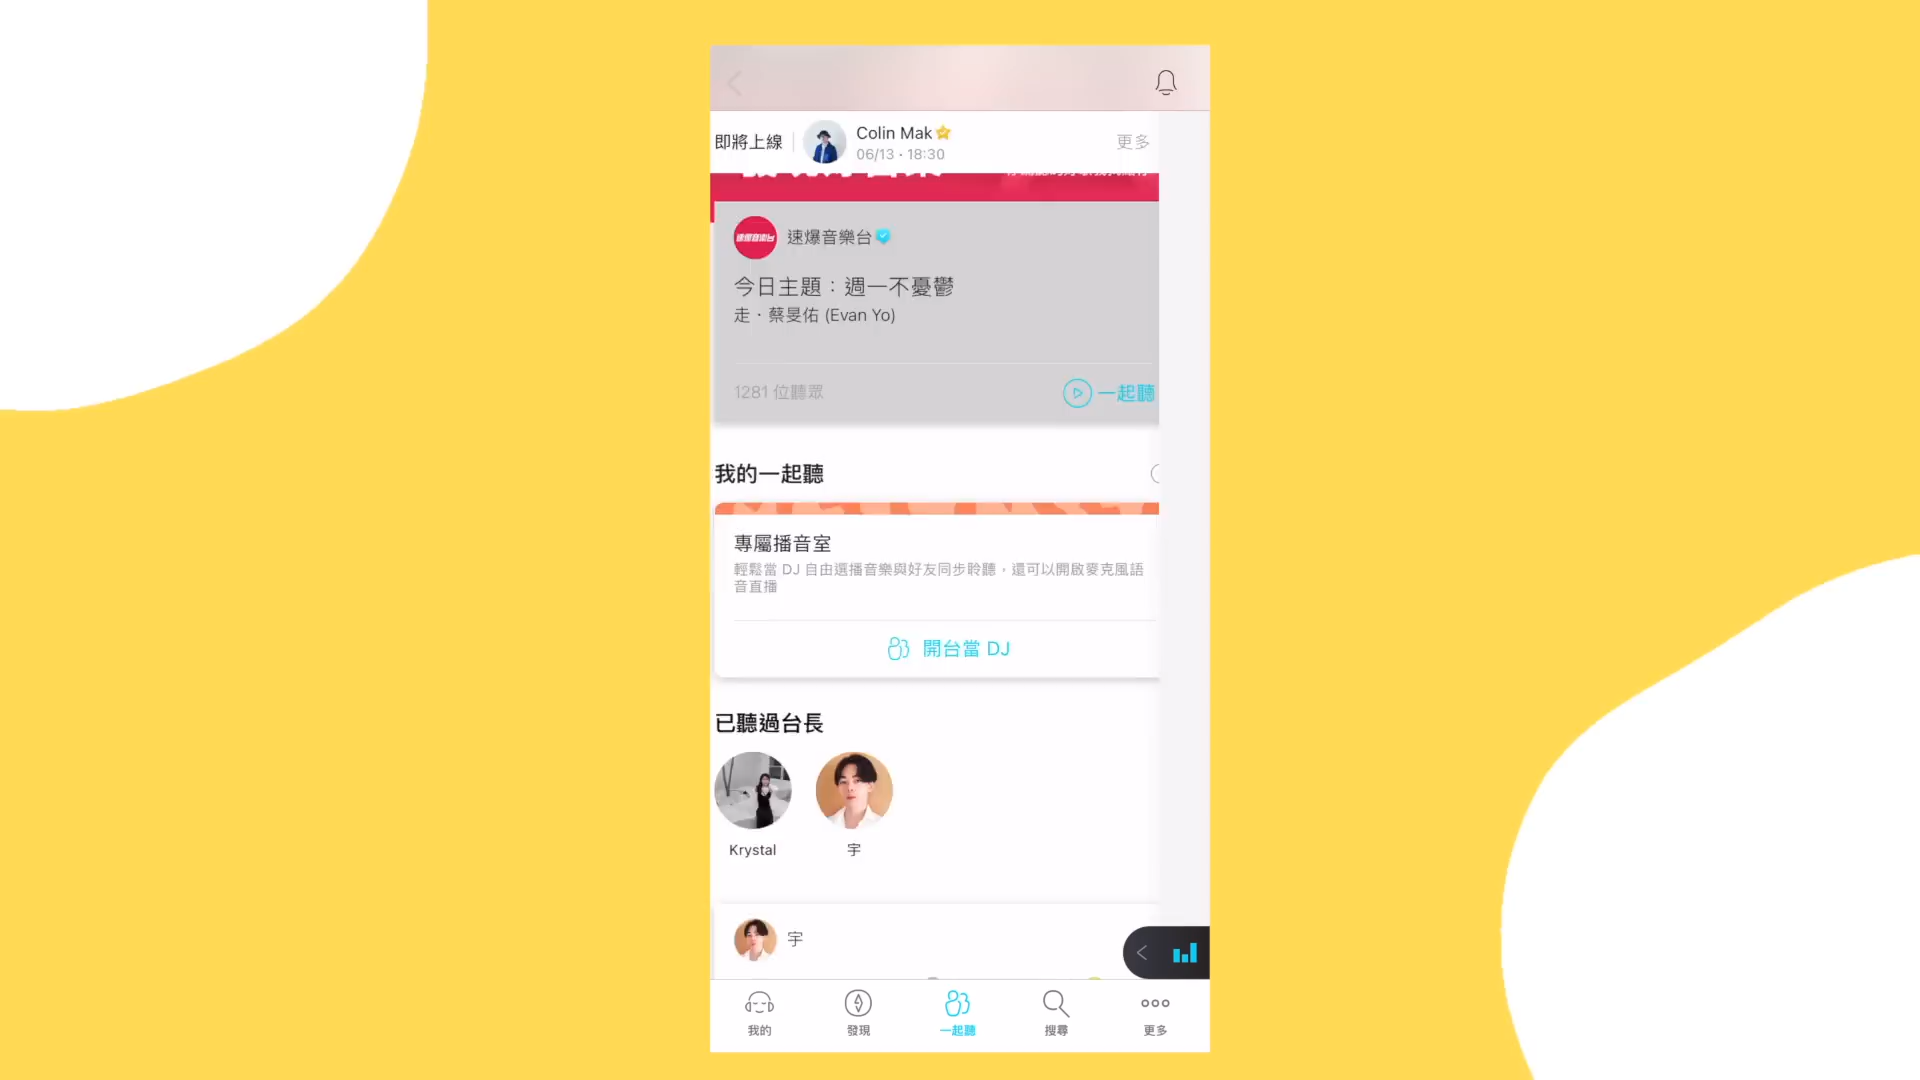 即將上線
Colin Mak
更多
06/13・18:30
速爆音樂台
速爆音樂台
今日主題：週一不憂鬱
走・蔡旻佑 (Evan Yo)
1281 位聽眾
一起聽
我的一起聽
專屬播音室
輕鬆當 DJ 自由選播音樂與好友同步聆聽，還可以開啟麥克風語
音直播
開台當 DJ
已聽過台長
Krystal
宇
宇
我的
發現
一起聽
搜尋
更多